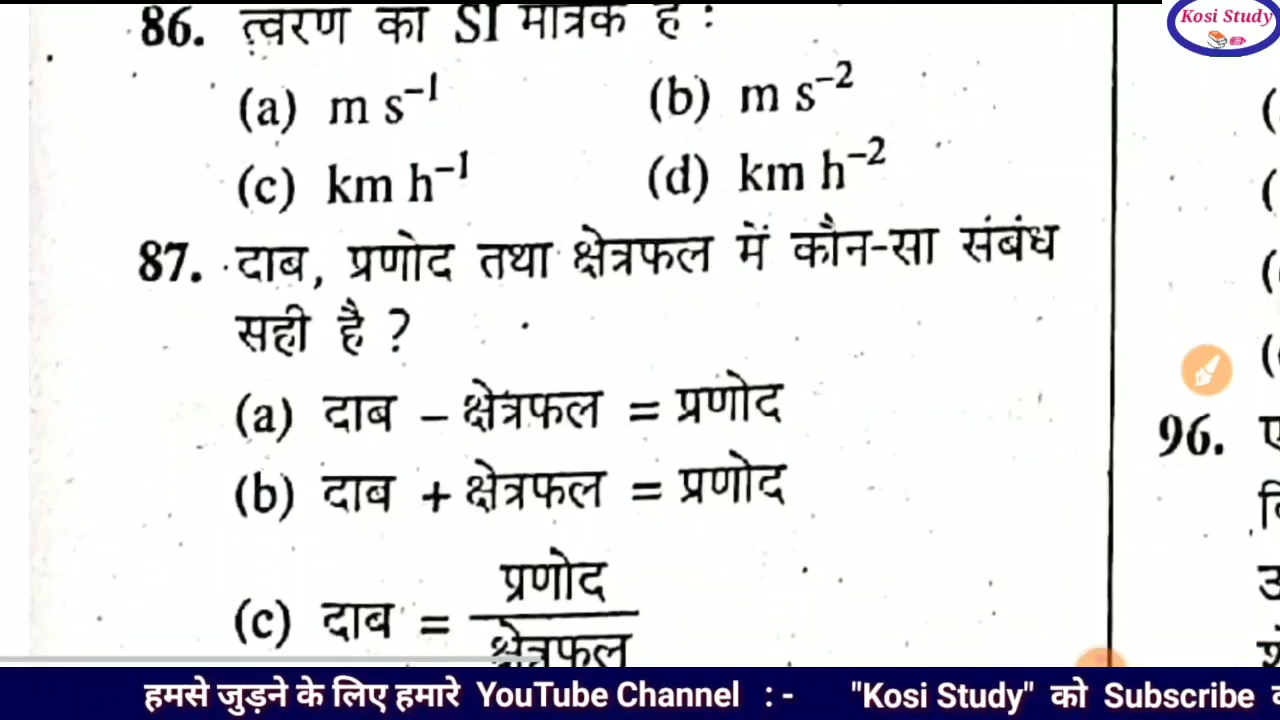 Kosi Study
86. त्वरण का SI मात्रक है :
(a) m s⁻¹ (b) m s⁻²
(c) km h⁻¹ (d) km h⁻²
87. दाब, प्रणोद तथा क्षेत्रफल में कौन-सा संबंध
सही है ?
(a) दाब – क्षेत्रफल = प्रणोद
(b) दाब + क्षेत्रफल = प्रणोद
(c) दाब = प्रणोद
क्षेत्रफल
96.
हमसे जुड़ने के लिए हमारे YouTube Channel : - "Kosi Study" को Subscribe